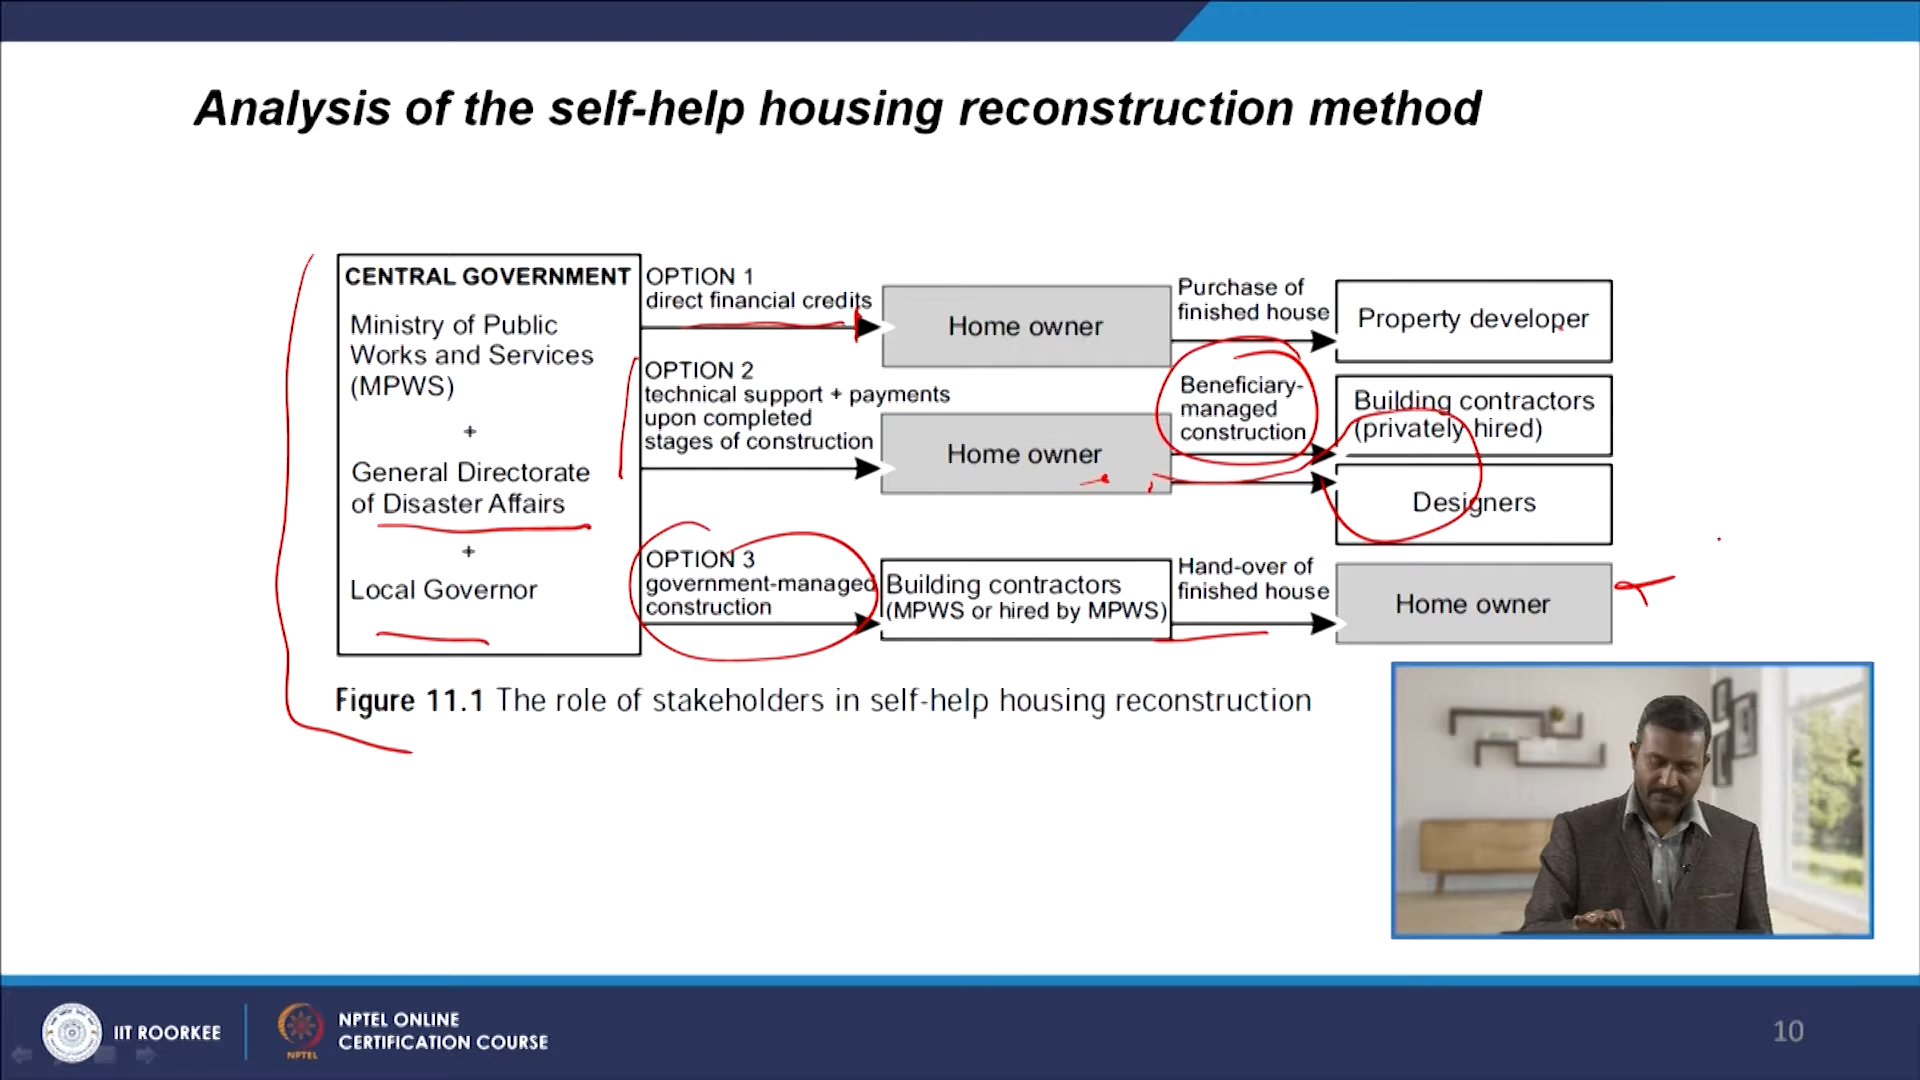 Analysis of the self-help housing reconstruction method
CENTRAL GOVERNMENT
Ministry of Public
Works and Services
(MPWS)
+
General Directorate
of Disaster Affairs
+
Local Governor
OPTION 1
direct financial credits
Home owner
Purchase of
finished house
Property developer
OPTION 2
technical support + payments
upon completed
stages of construction
Home owner
Beneficiary-
managed
construction
Building contractors
(privately hired)
Designers
OPTION 3
government-managed
construction
Building contractors
(MPWS or hired by MPWS)
Hand-over of
finished house
Home owner
Figure 11.1 The role of stakeholders in self-help housing reconstruction
IIT ROORKEE
NPTEL
NPTEL ONLINE
CERTIFICATION COURSE
10